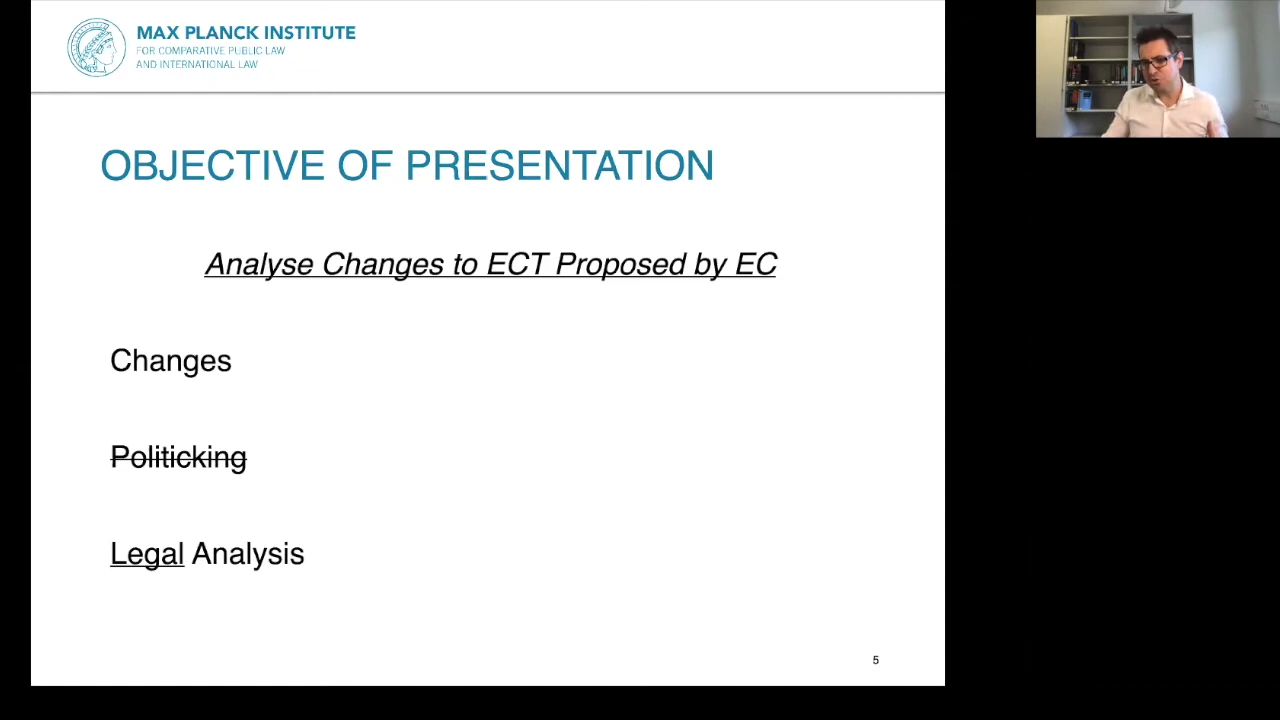 MAX PLANCK INSTITUTE
FOR COMPARATIVE PUBLIC LAW
AND INTERNATIONAL LAW
OBJECTIVE OF PRESENTATION
Analyse Changes to ECT Proposed by EC
Changes
Politicking
Legal Analysis
5